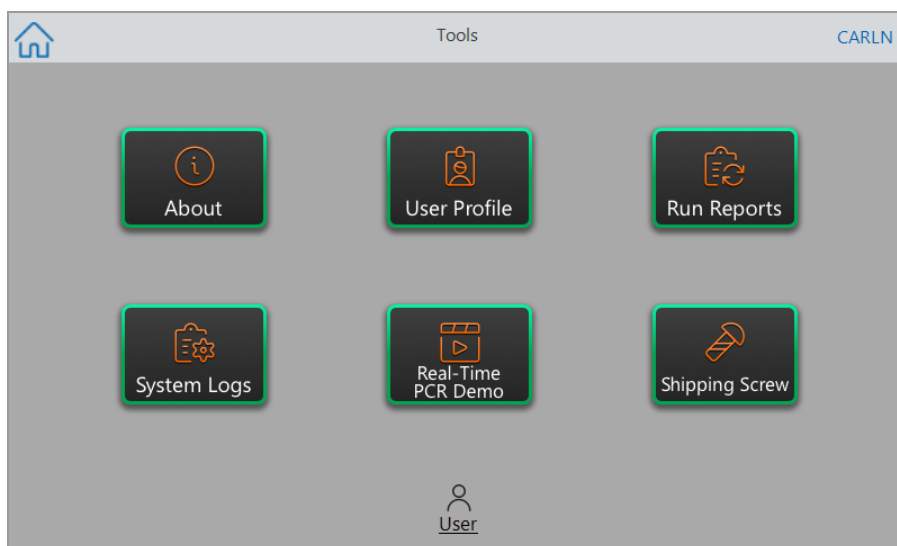 Tools
CARLN
About
User Profile
Run Reports
System Logs
Real-Time
PCR Demo
Shipping Screw
User